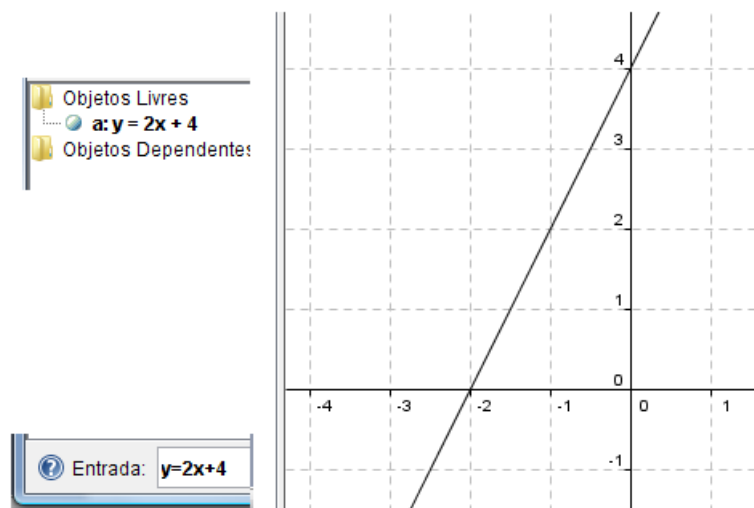 Objetos Livres
a: y = 2x + 4
Objetos Dependentes
Entrada: y=2x+4
4
3
2
1
0
-4 -3 -2 -1 0 1
-1